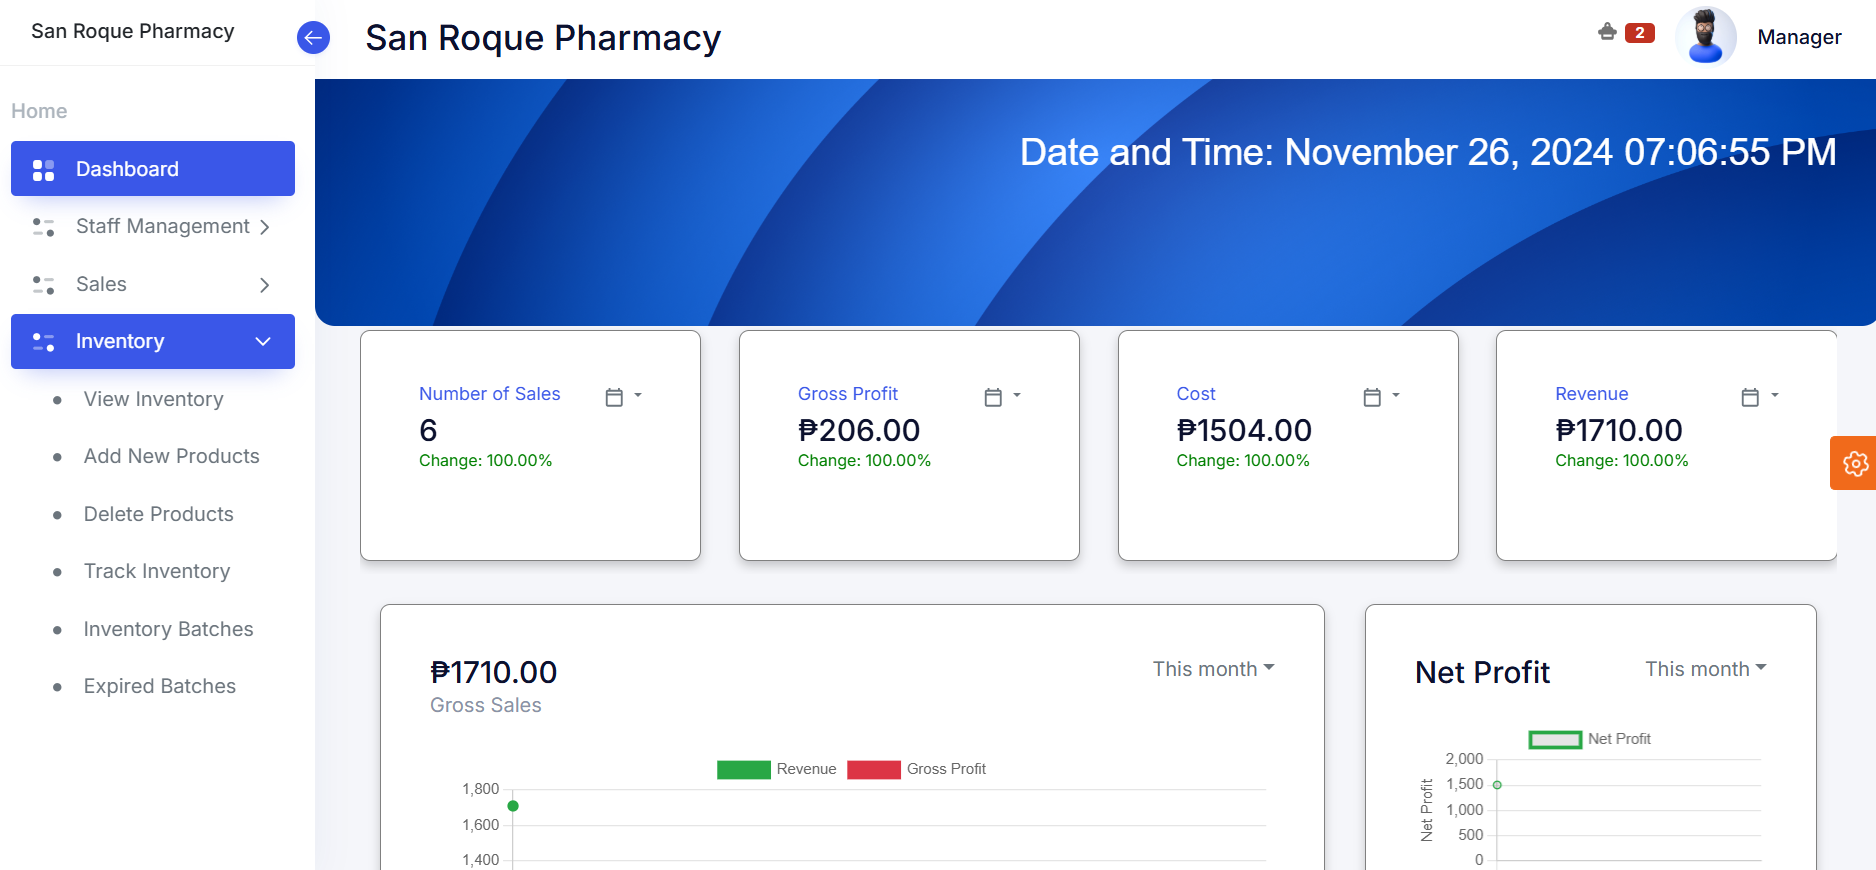 San Roque Pharmacy
San Roque Pharmacy
2
Manager
Home
Dashboard
Staff Management
Sales
Inventory
View Inventory
Add New Products
Delete Products
Track Inventory
Inventory Batches
Expired Batches
Date and Time: November 26, 2024 07:06:55 PM
Number of Sales
6
Change: 100.00%
Gross Profit
₱206.00
Change: 100.00%
Cost
₱1504.00
Change: 100.00%
Revenue
₱1710.00
Change: 100.00%
₱1710.00
This month
Gross Sales
Revenue
Gross Profit
1,800
1,600
1,400
Net Profit
This month
Net Profit
Net Profit
2,000
1,500
1,000
500
0